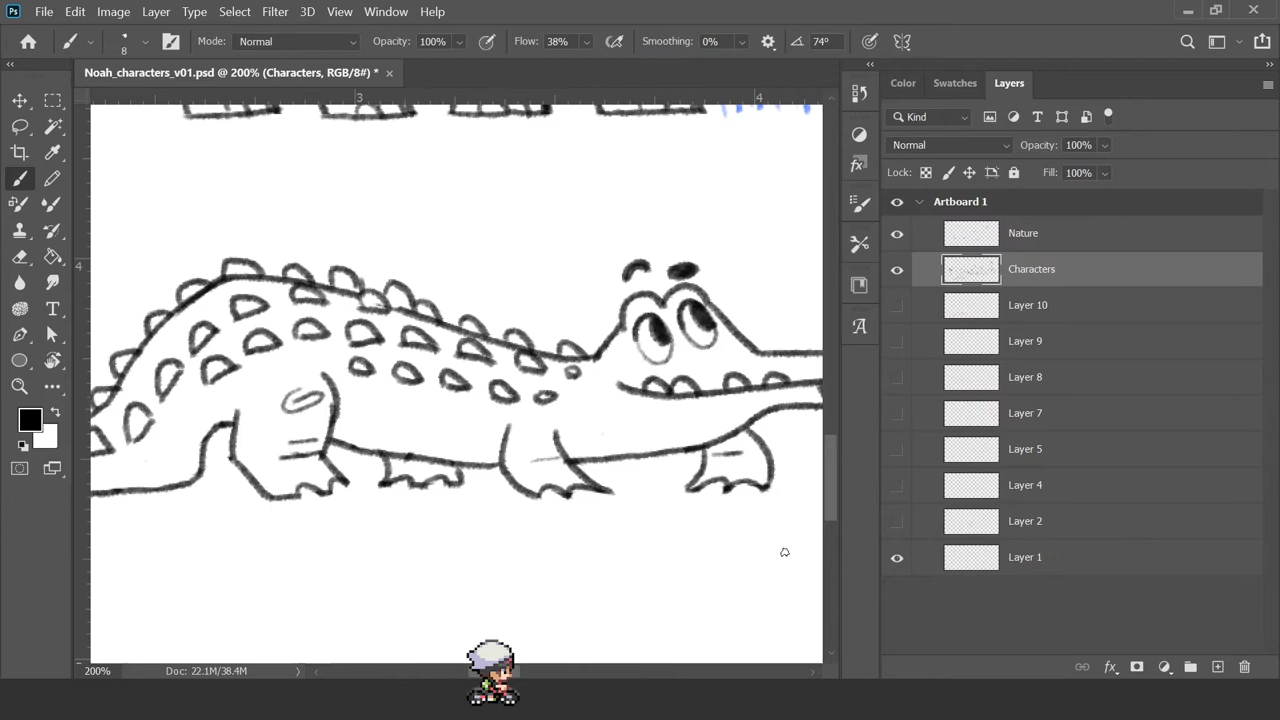 Ps File Edit Image Layer Type Select Filter 3D View Window Help
8 Mode: Normal Opacity: 100% Flow: 38% Smoothing: 0% 74°
Noah_characters_v01.psd @ 200% (Characters, RGB/8#) *
Color Swatches Layers
3 4
4
Kind
Normal Opacity: 100%
Lock: Fill: 100%
Artboard 1
Nature
Characters
Layer 10
Layer 9
Layer 8
Layer 7
Layer 5
Layer 4
Layer 2
Layer 1
200% Doc: 22.1M/38.4M